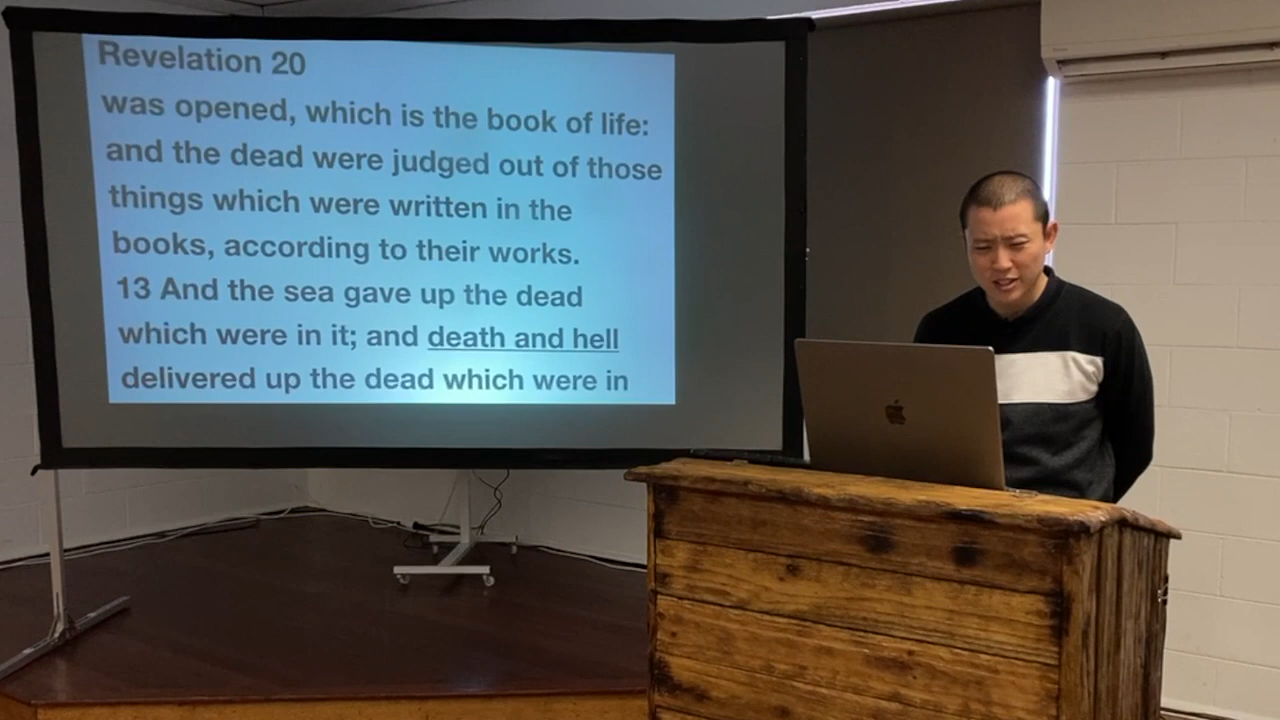 Revelation 20
was opened, which is the book of life:
and the dead were judged out of those
things which were written in the
books, according to their works.
13 And the sea gave up the dead
which were in it; and death and hell
delivered up the dead which were in